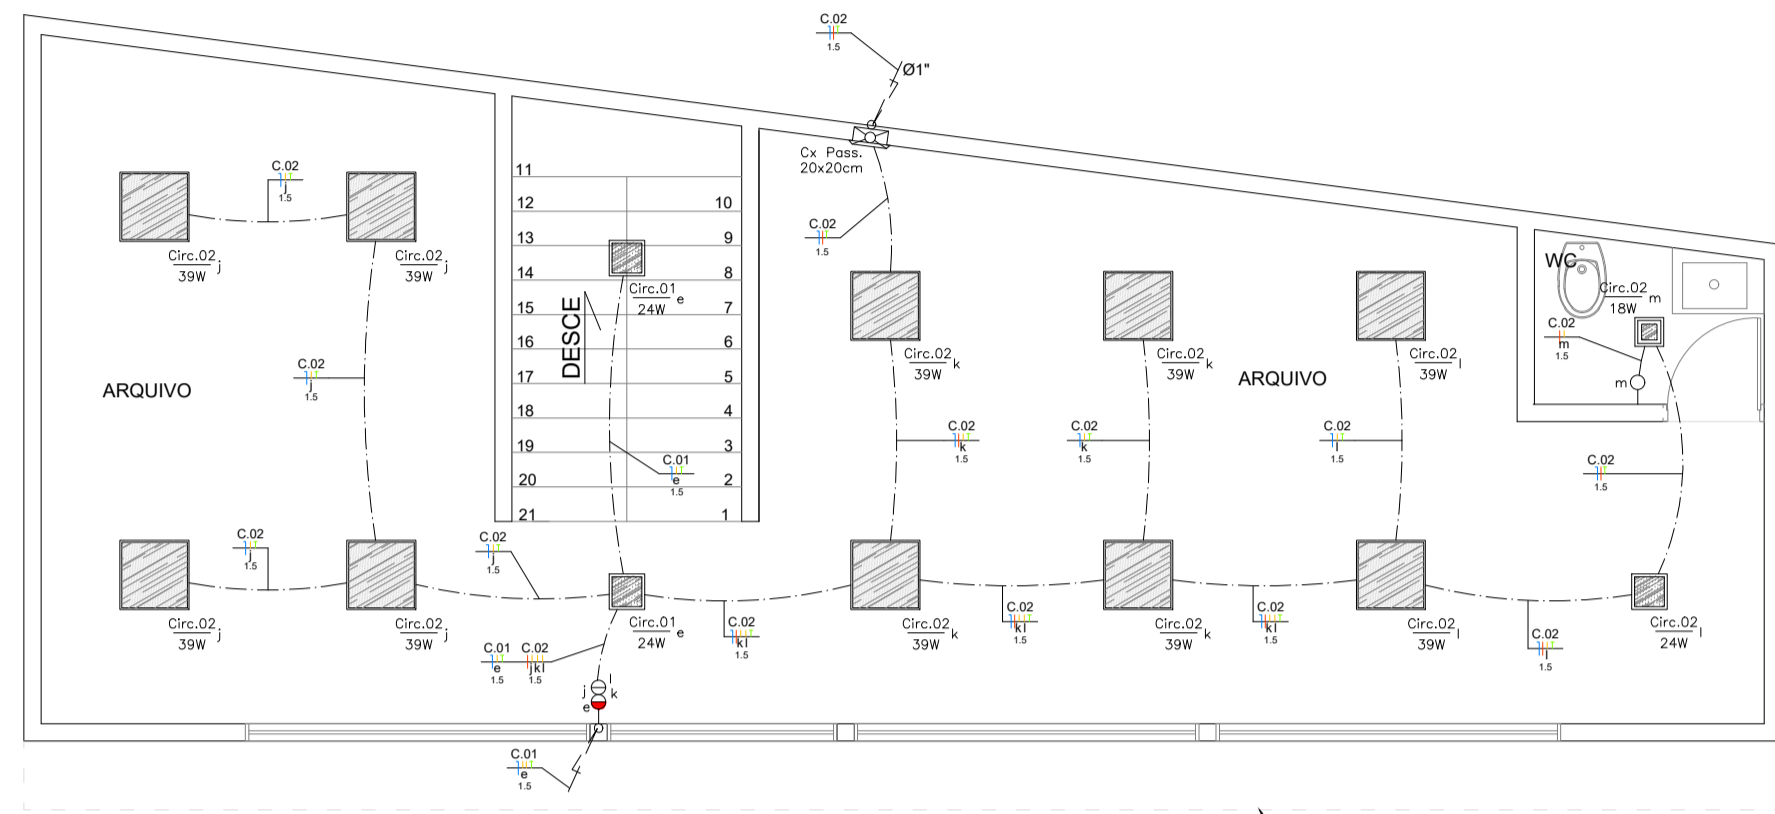 C.02
1.5
Ø1"
Cx Pass.
20x20cm
C.02
j
1.5
Circ.02 j
39W
Circ.02 j
39W
11
12
13
14
15
16
17
18
19
20
21
10
9
8
7
6
5
4
3
2
1
DESCE
Circ.01 e
24W
C.02
1.5
WC
Circ.02 m
18W
C.02
m
1.5
m
Circ.02 k
39W
Circ.02 k
39W
Circ.02 l
39W
C.02
j
1.5
ARQUIVO
ARQUIVO
C.01
e
1.5
C.02
k
1.5
C.02
k
1.5
C.02
l
1.5
C.02
1.5
C.02
j
1.5
C.02
j
1.5
Circ.02 j
39W
Circ.02 j
39W
Circ.01 e
24W
C.02
kl
1.5
Circ.02 k
39W
C.02
kl
1.5
Circ.02 k
39W
C.02
kl
1.5
Circ.02 l
39W
C.02
l
1.5
Circ.02 l
24W
C.01 C.02
e jkl
1.5 1.5
j l
k
e
C.01
e
1.5